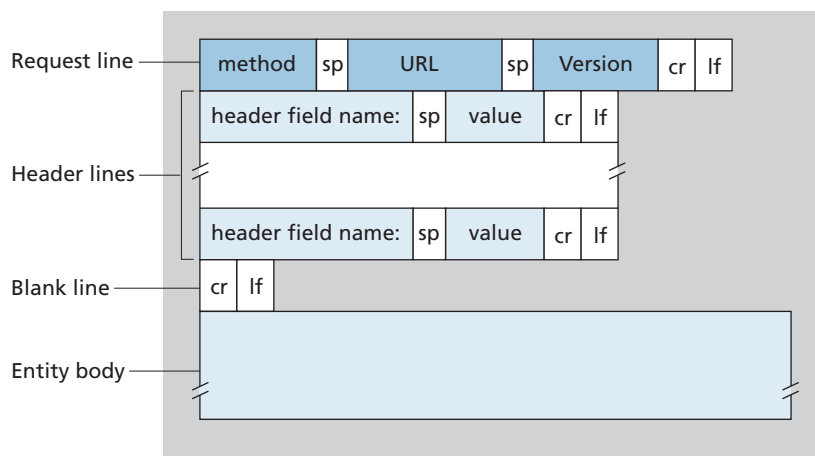 Request line method sp URL sp Version cr lf
header field name: sp value cr lf
Header lines
header field name: sp value cr lf
Blank line cr lf
Entity body